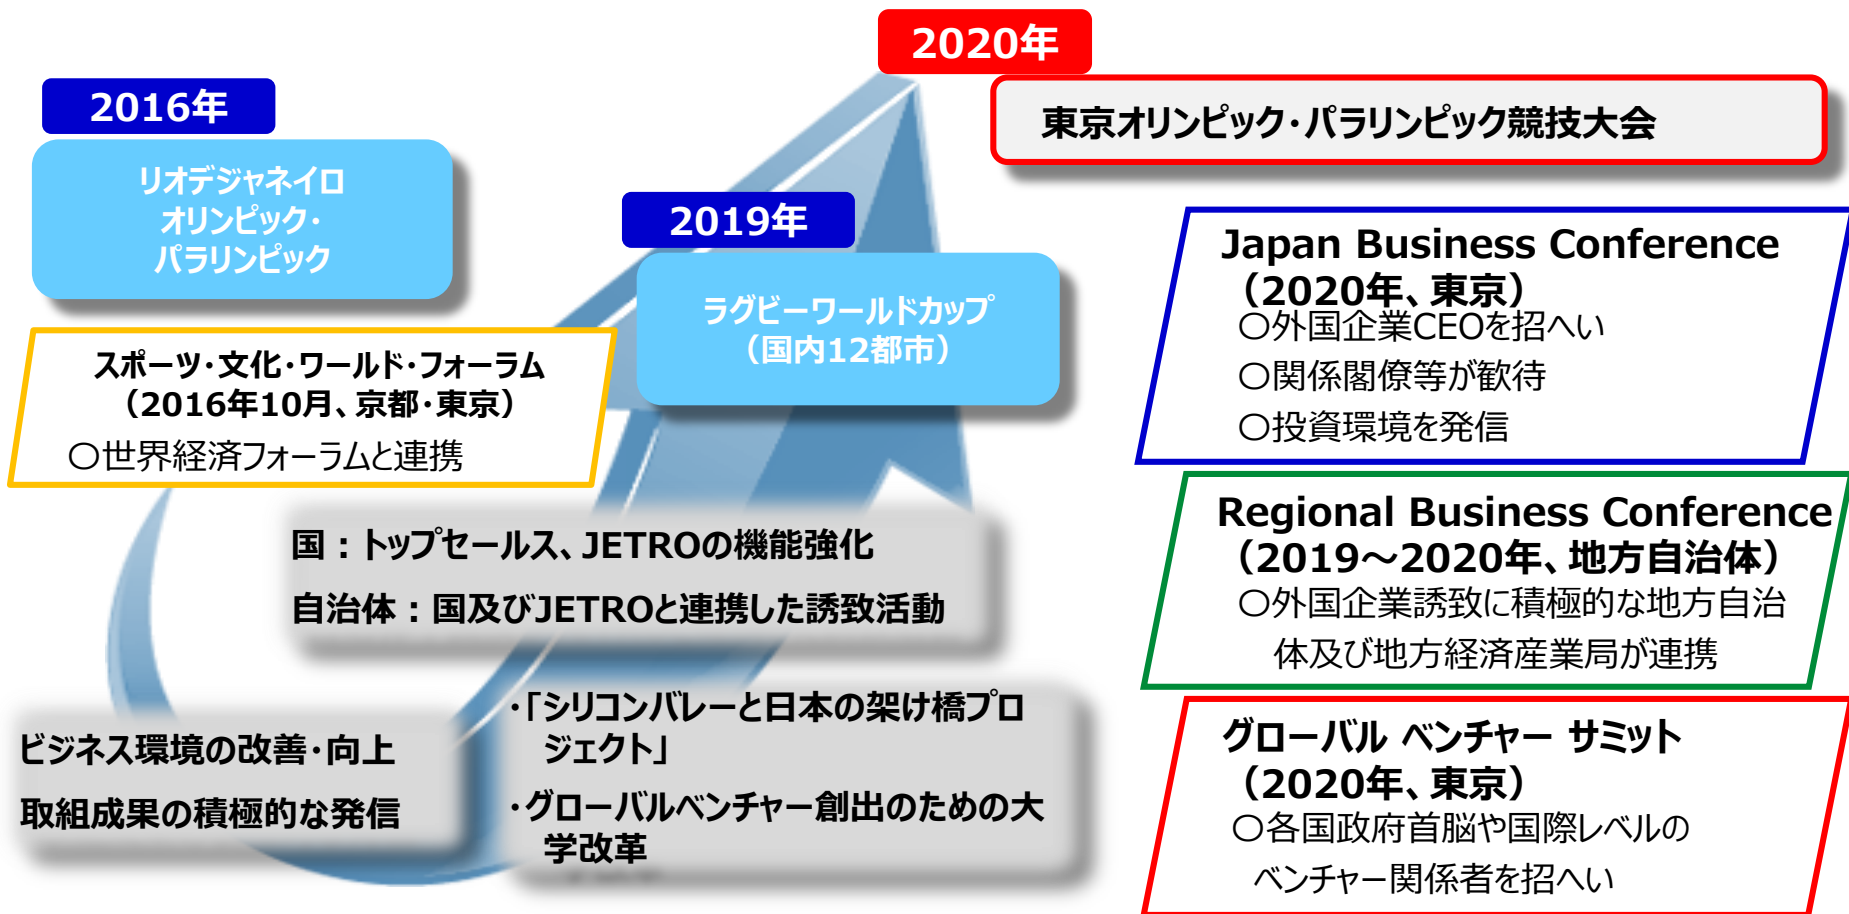 2020年
東京オリンピック・パラリンピック競技大会
2016年
リオデジャネイロ
オリンピック・
パラリンピック
2019年
ラグビーワールドカップ
（国内12都市）
スポーツ・文化・ワールド・フォーラム
（2016年10月、京都・東京）
○世界経済フォーラムと連携
国：トップセールス、JETROの機能強化
自治体：国及びJETROと連携した誘致活動
ビジネス環境の改善・向上
取組成果の積極的な発信
・「シリコンバレーと日本の架け橋プロ
ジェクト」
・グローバルベンチャー創出のための大
学改革
Japan Business Conference
（2020年、東京）
○外国企業CEOを招へい
○関係閣僚等が歓待
○投資環境を発信
Regional Business Conference
（2019～2020年、地方自治体）
○外国企業誘致に積極的な地方自治
体及び地方経済産業局が連携
グローバル ベンチャー サミット
（2020年、東京）
○各国政府首脳や国際レベルの
ベンチャー関係者を招へい